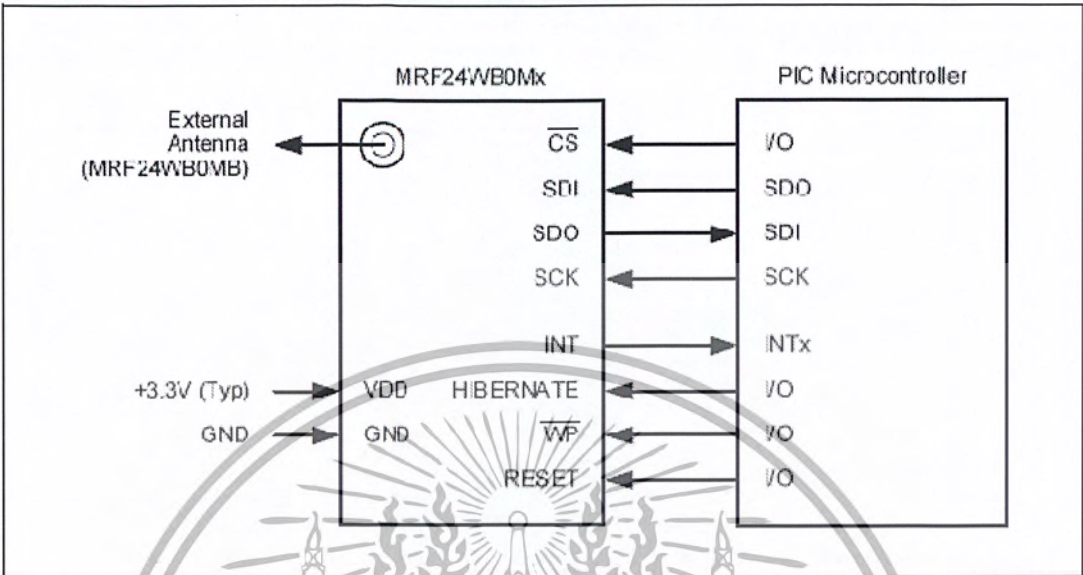 MRF24WB0Mx
PIC Microcontroller
External
Antenna
(MRF24WB0MB)
CS
I/O
SDI
SDO
SDO
SDI
SCK
SCK
INT
INTx
+3.3V (Typ)
VDD
HIBERNATE
I/O
GND
GND
WP
I/O
RESET
I/O